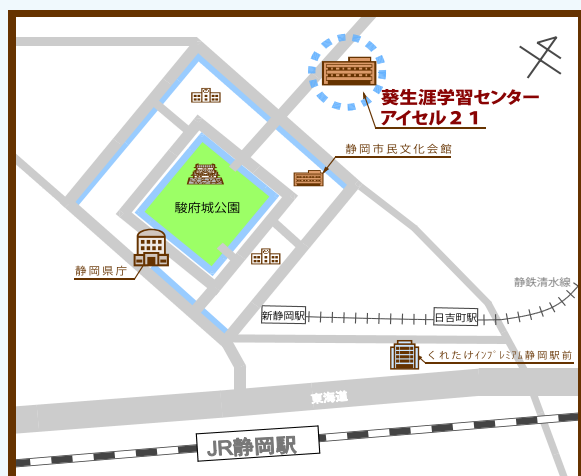 葵生涯学習センター
アイセル２１
静岡市民文化会館
駿府城公園
静岡県庁
静鉄清水線
新静岡駅
日吉町駅
くれたけｲﾝﾌﾟﾚﾐｱﾑ静岡駅前
東海道
JR静岡駅